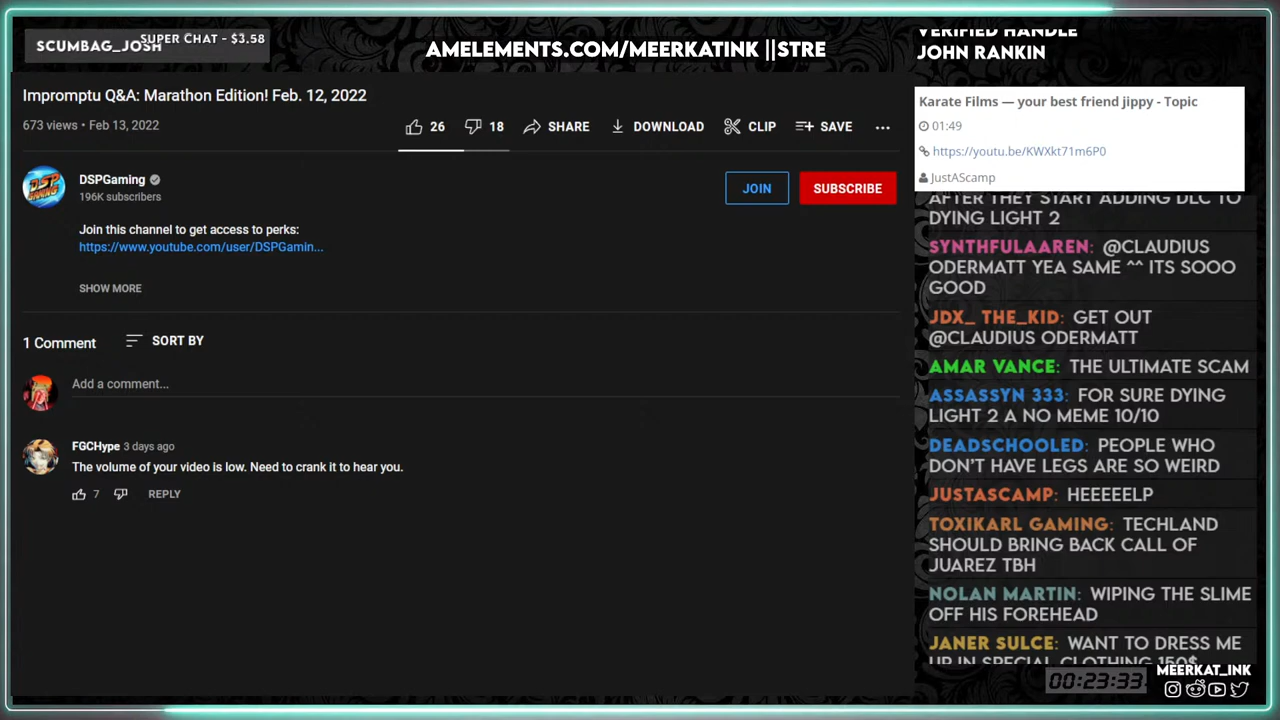 SCUMBAG_JOSH
SUPER CHAT - $3.58
AMELEMENTS.COM/MEERKATINK ||STRE
VERIFIED HANDLE
JOHN RANKIN
Impromptu Q&A: Marathon Edition! Feb. 12, 2022
673 views • Feb 13, 2022
26
18
SHARE
DOWNLOAD
CLIP
SAVE
DSP GAMING
DSPGaming
196K subscribers
JOIN
SUBSCRIBE
Join this channel to get access to perks:
https://www.youtube.com/user/DSPGamin...
SHOW MORE
1 Comment
SORT BY
Add a comment...
FGCHype 3 days ago
The volume of your video is low. Need to crank it to hear you.
7
REPLY
Karate Films — your best friend jippy - Topic
01:49
https://youtu.be/KWXkt71m6P0
JustAScamp
AFTER THEY START ADDING DLC TO
DYING LIGHT 2
SYNTHFULAAREN: @CLAUDIUS
ODERMATT YEA SAME ^^ ITS SOOO
GOOD
JDX_ THE_KID: GET OUT
@CLAUDIUS ODERMATT
AMAR VANCE: THE ULTIMATE SCAM
ASSASSYN 333: FOR SURE DYING
LIGHT 2 A NO MEME 10/10
DEADSCHOOLED: PEOPLE WHO
DON'T HAVE LEGS ARE SO WEIRD
JUSTASCAMP: HEEEEELP
TOXIKARL GAMING: TECHLAND
SHOULD BRING BACK CALL OF
JUAREZ TBH
NOLAN MARTIN: WIPING THE SLIME
OFF HIS FOREHEAD
JANER SULCE: WANT TO DRESS ME
UP IN SPECIAL CLOTHING 150$
00:23:33
MEERKAT_INK